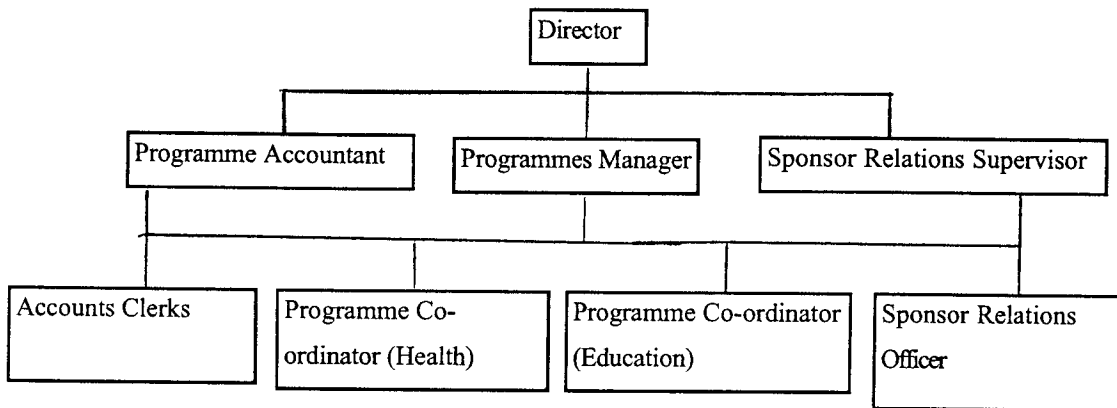 Director
Programme Accountant
Programmes Manager
Sponsor Relations Supervisor
Accounts Clerks
Programme Co-
ordinator (Health)
Programme Co-ordinator
(Education)
Sponsor Relations
Officer